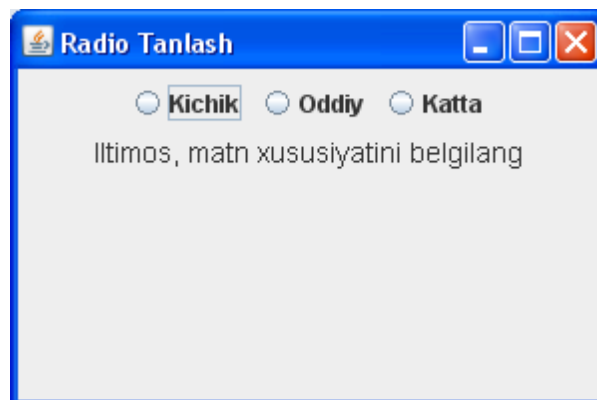 Radio Tanlash
Kichik Oddiy Katta
Iltimos, matn xususiyatini belgilang